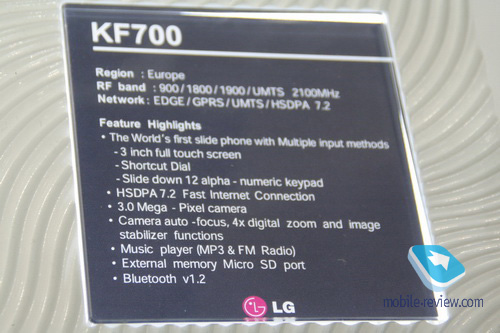 KF700
Region : Europe
RF band : 900/1800/1900/UMTS 2100MHz
Network: EDGE/GPRS/UMTS/HSDPA 7.2
Feature Highlights
• The World's first slide phone with Multiple input methods
- 3 inch full touch screen
- Shortcut Dial
- Slide down 12 alpha - numeric keypad
• HSDPA 7.2 Fast Internet Connection
• 3.0 Mega - Pixel camera
• Camera auto -focus, 4x digital zoom and image
stabilizer functions
• Music player (MP3 & FM Radio)
• External memory Micro SD port
• Bluetooth v1.2
LG
mobile-review.com